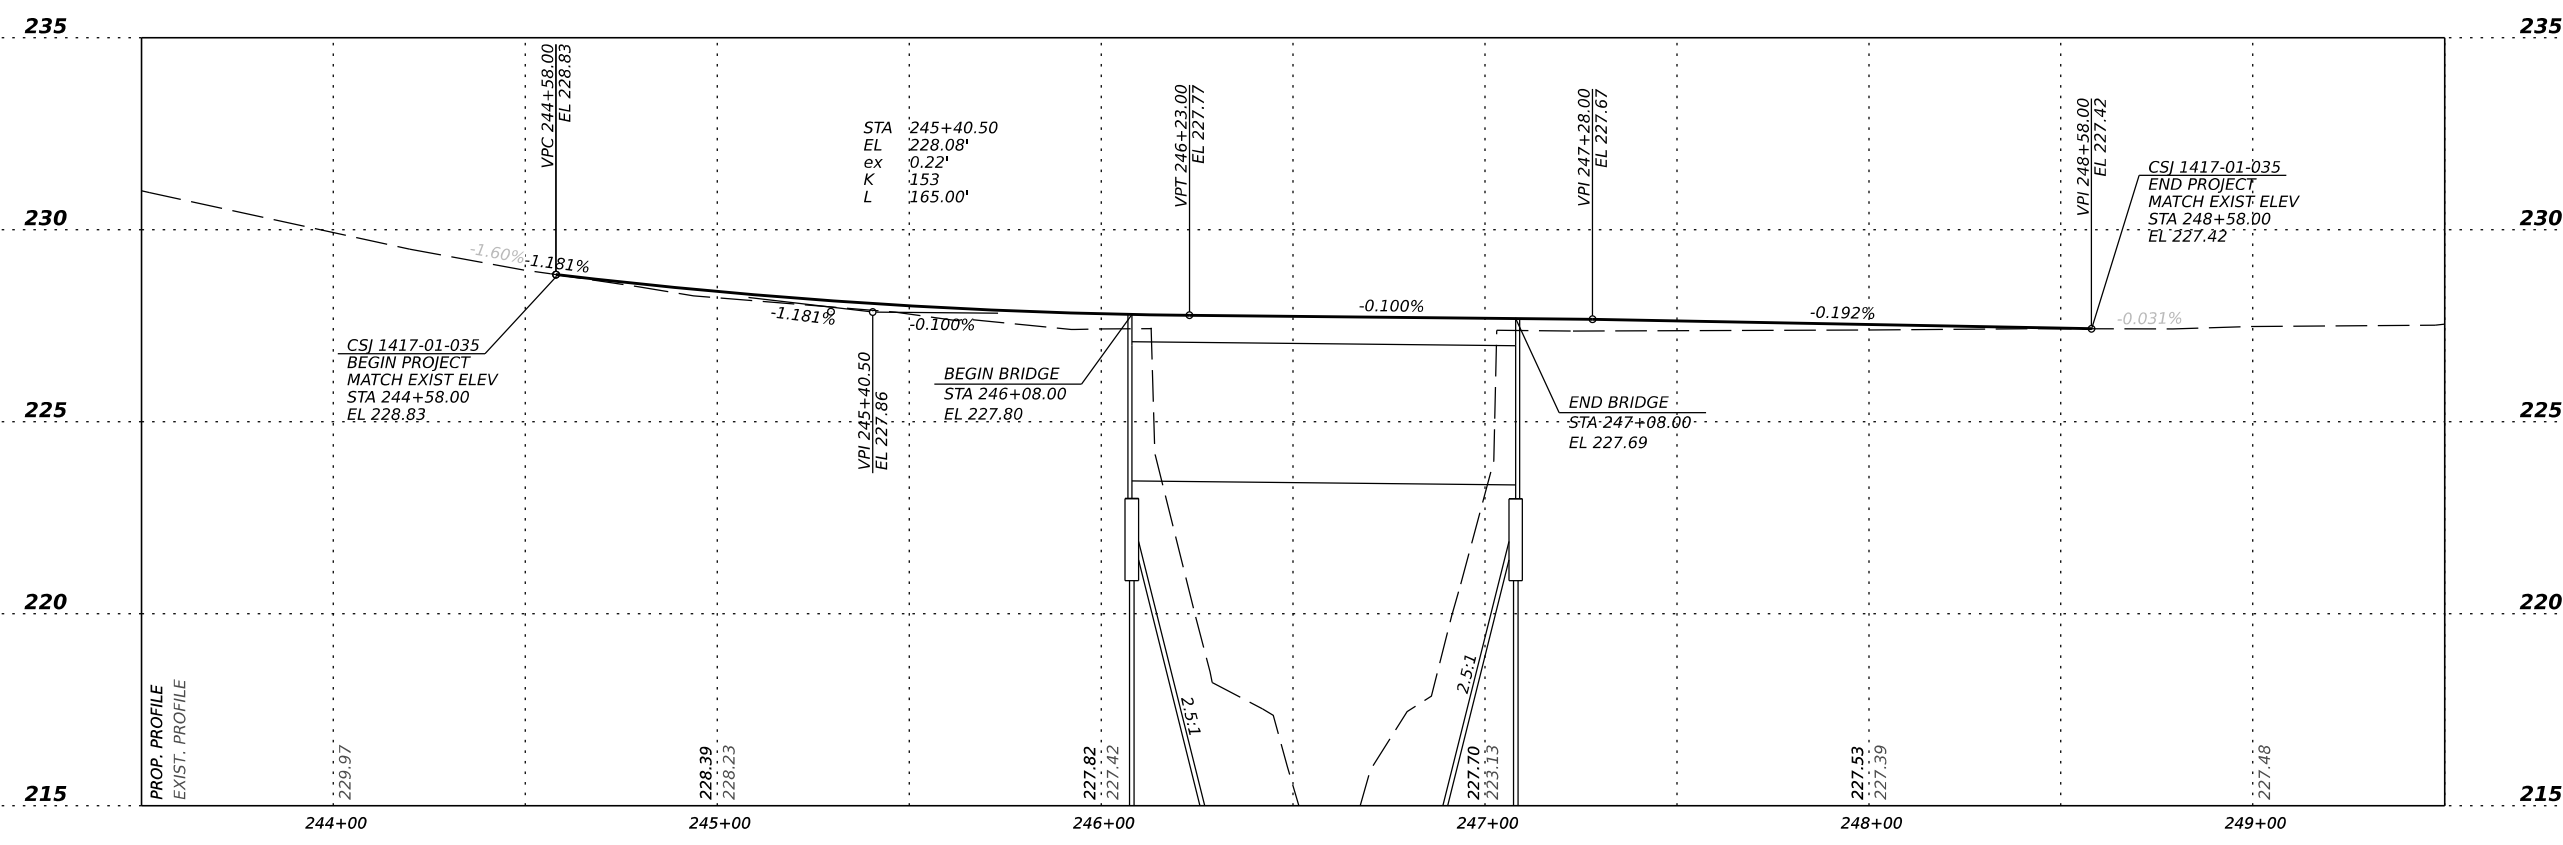 235
235
230
230
225
225
220
220
215
215
VPC 244+58.00
EL 228.83
STA 245+40.50
EL 228.08'
ex 0.22'
K 153
L 165.00'
VPT 246+23.00
EL 227.77
VPI 247+28.00
EL 227.67
VPI 248+58.00
EL 227.42
CSJ 1417-01-035
END PROJECT
MATCH EXIST ELEV
STA 248+58.00
EL 227.42
-1.60%
-1.181%
-1.181%
-0.100%
-0.100%
-0.192%
-0.031%
CSJ 1417-01-035
BEGIN PROJECT
MATCH EXIST ELEV
STA 244+58.00
EL 228.83
VPI 245+40.50
EL 227.86
BEGIN BRIDGE
STA 246+08.00
EL 227.80
END BRIDGE
STA 247+08.00
EL 227.69
2.5:1
2.5:1
PROP. PROFILE
EXIST. PROFILE
229.97
228.39
228.23
227.82
227.42
227.70
223.13
227.53
227.39
227.48
244+00
245+00
246+00
247+00
248+00
249+00